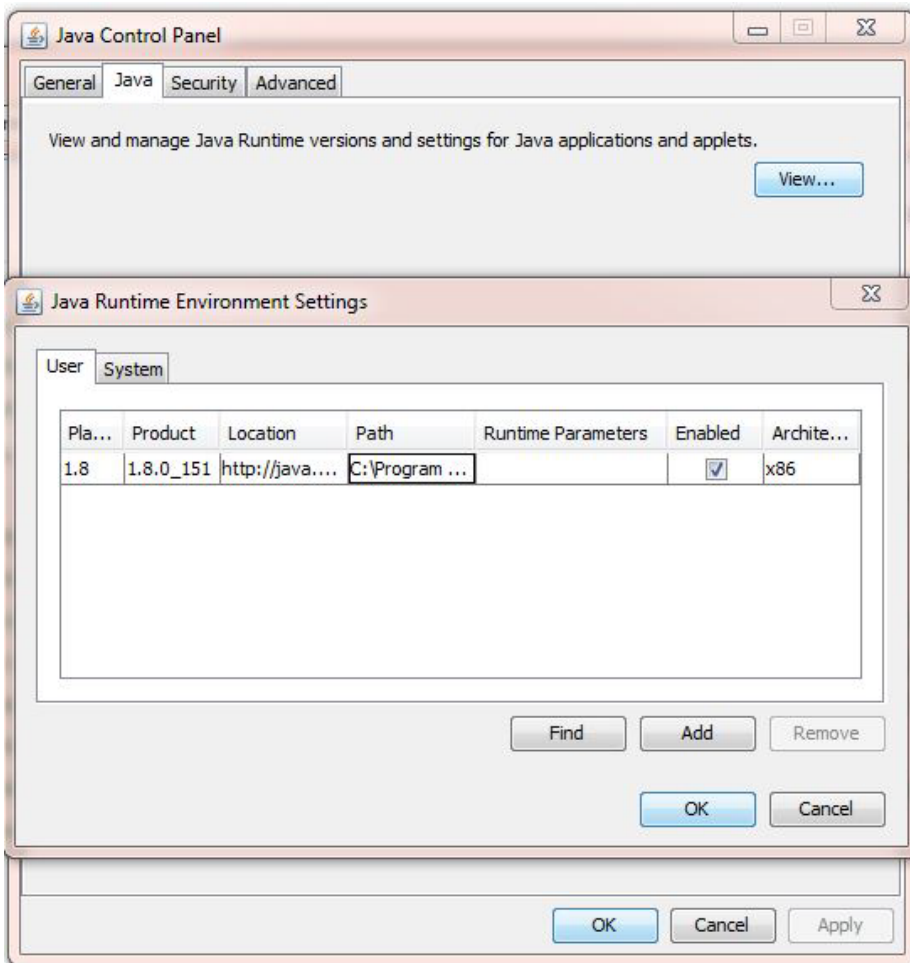 Java Control Panel
General Java Security Advanced
View and manage Java Runtime versions and settings for Java applications and applets.
View...
Java Runtime Environment Settings
User System
Pla... Product Location Path Runtime Parameters Enabled Archite...
1.8 1.8.0_151 http://java.... C:\Program ... x86
Find Add Remove
OK Cancel
OK Cancel Apply